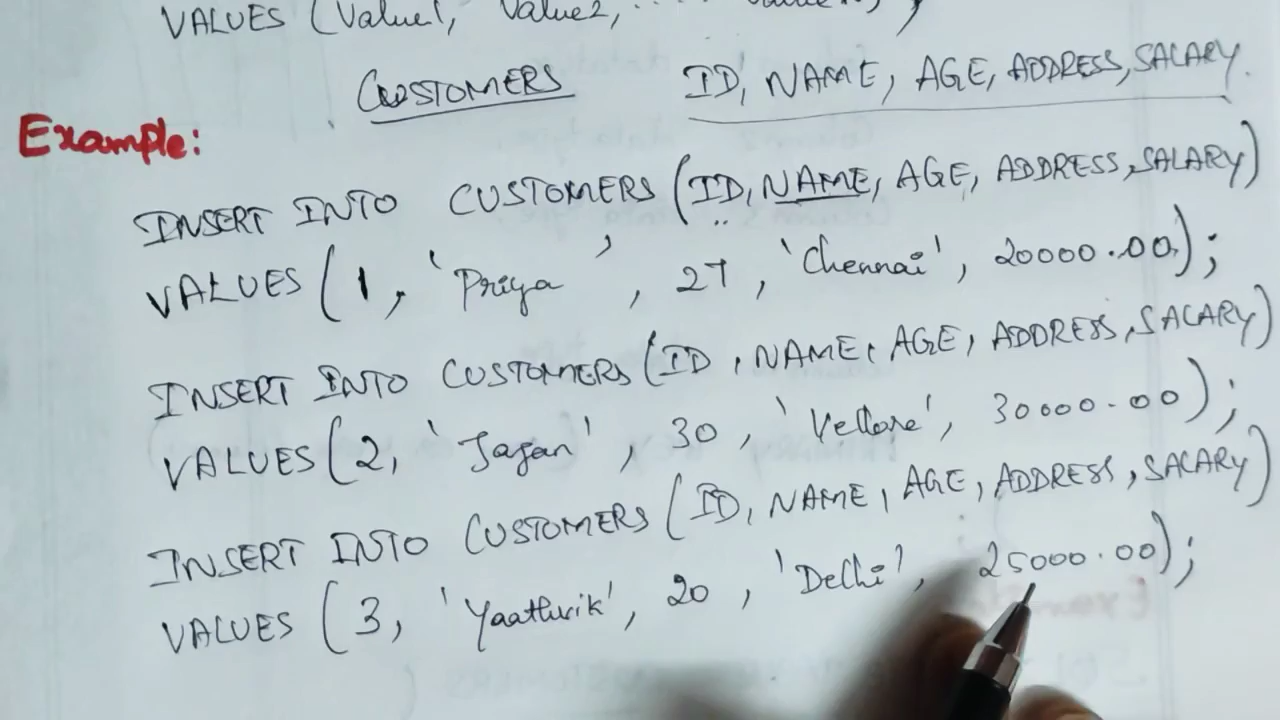 VALUES (Value1, Value2, ....
CUSTOMERS ID, NAME, AGE, ADDRESS, SALARY.
Example:
INSERT INTO CUSTOMERS (ID, NAME, AGE, ADDRESS, SALARY)
VALUES (1, 'Priya', 27, 'Chennai', 20000.00);
INSERT INTO CUSTOMERS (ID, NAME, AGE, ADDRESS, SALARY)
VALUES (2, 'Jagan', 30, 'Vellore', 30000.00);
INSERT INTO CUSTOMERS (ID, NAME, AGE, ADDRESS, SALARY)
VALUES (3, 'Yaathvik', 20, 'Delhi', 25000.00);